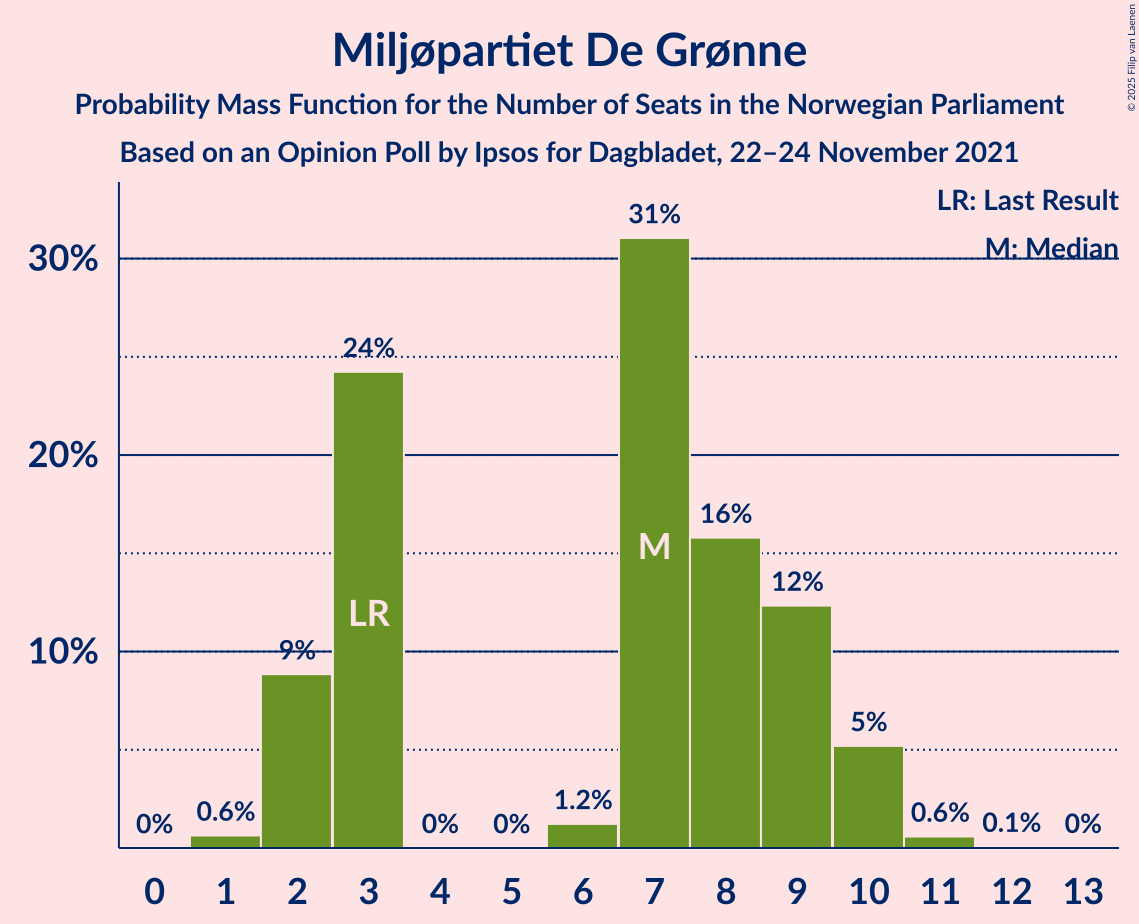 Miljøpartiet De Grønne
Probability Mass Function for the Number of Seats in the Norwegian Parliament
Based on an Opinion Poll by Ipsos for Dagbladet, 22–24 November 2021
© 2025 Filip van Laenen
LR: Last Result
M: Median
30%
20%
10%
0%
0.6%
9%
24%
0%
0%
1.2%
31%
16%
12%
5%
0.6%
0.1%
0%
LR
M
0 1 2 3 4 5 6 7 8 9 10 11 12 13